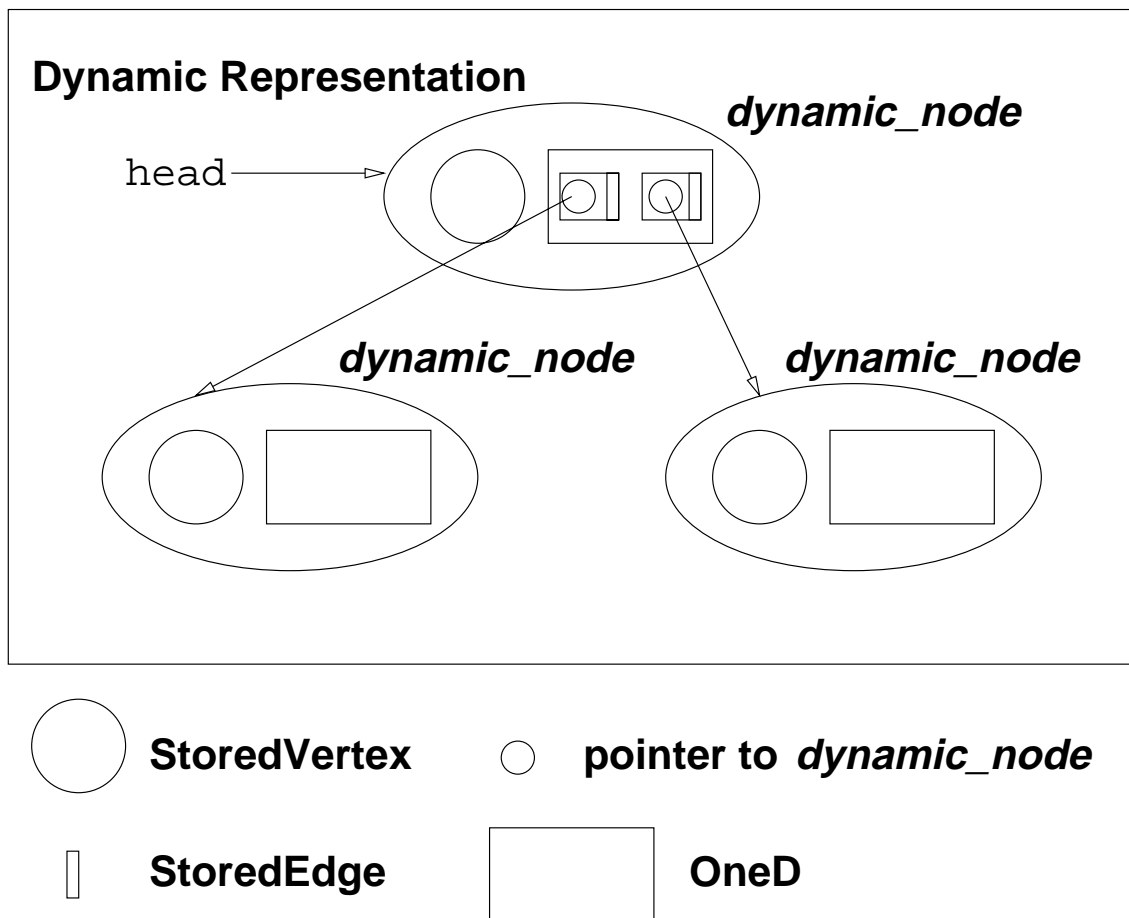 Dynamic Representation
dynamic_node
head
dynamic_node
dynamic_node
StoredVertex
pointer to dynamic_node
StoredEdge
OneD